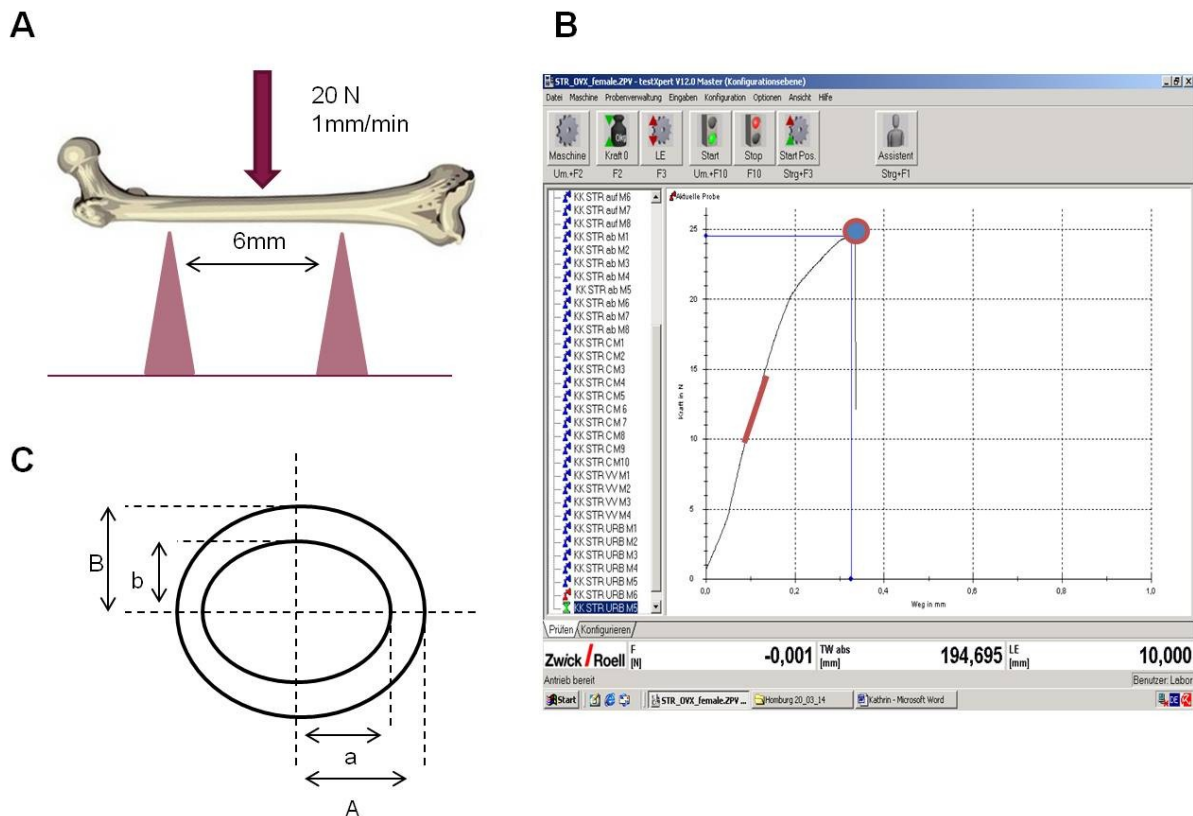 A
20 N
1mm/min
6mm
B
STR_OVX_female.ZPV - testXpert V12.0 Master (Konfigurationsebene)
Datei Maschine Probenverwaltung Eingaben Konfiguration Optionen Ansicht Hilfe
Maschine Kraft 0 LE Start Stop Start Pos. Assistent
Um.+F2 F2 F3 Um.+F10 F10 Strg+F3 Strg+F1
KK STR auf M6
KK STR auf M7
KK STR auf M8
KK STR ab M1
KK STR ab M2
KK STR ab M3
KK STR ab M4
KK STR ab M5
KK STR ab M6
KK STR ab M7
KK STR ab M8
KK STR C M1
KK STR C M2
KK STR C M3
KK STR C M4
KK STR C M5
KK STR C M 6
KK STR C M 7
KK STR C M8
KK STR C M9
KK STR C M10
KK STR VV M1
KK STR VV M2
KK STR VV M3
KK STR VV M4
KK STR URB M1
KK STR URB M2
KK STR URB M3
KK STR URB M4
KK STR URB M5
KK STR URB M6
KK STR URB M5
Aktuelle Probe
Kraft in N
25
20
15
10
5
0
0,0 0,2 0,4 0,6 0,8 1,0
Weg in mm
Prüfen Konfigurieren
Zwick / Roell F [N] -0,001 TW abs [mm] 194,695 LE [mm] 10,000
Antrieb bereit Benutzer: Labor
Start STR_OVX_female.ZPV ... Homburg 20_03_14 Kathrin - Microsoft Word DE
C
B
b
a
A